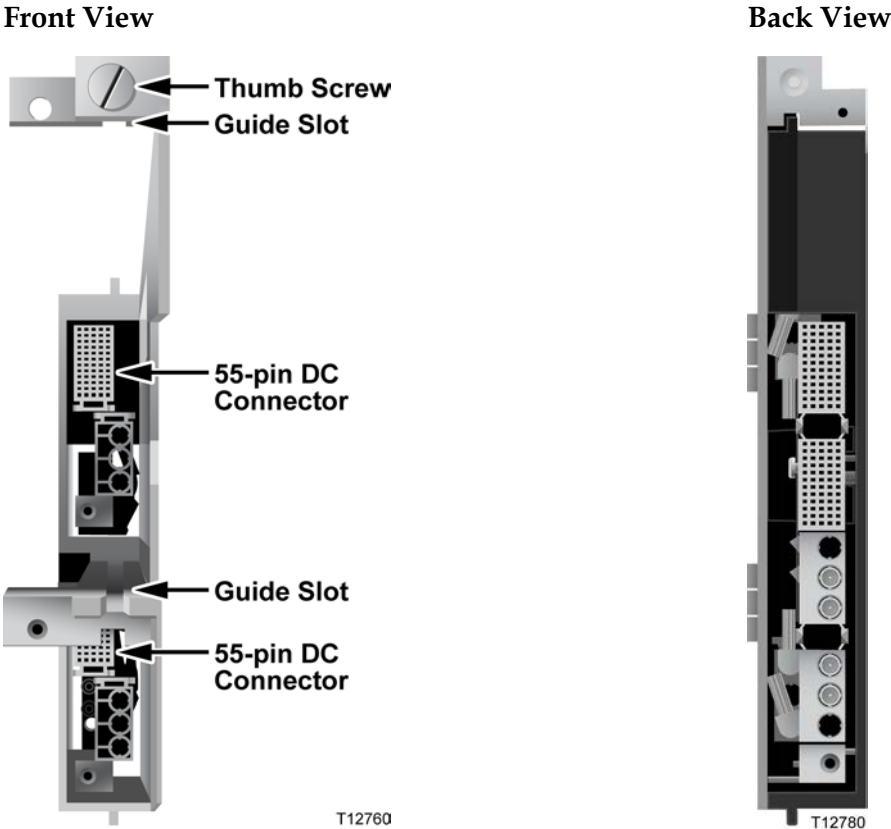 Front View
Back View
Thumb Screw
Guide Slot
55-pin DC
Connector
Guide Slot
55-pin DC
Connector
T12760
T12780